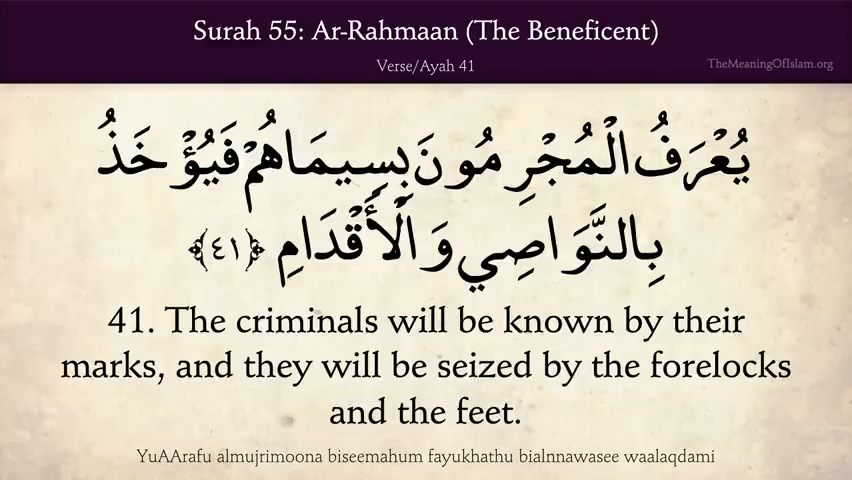 Surah 55: Ar-Rahmaan (The Beneficent)
Verse/Ayah 41
TheMeaningOfIslam.org
يُعْرَفُ الْمُجْرِمُونَ بِسِيمَاهُمْ فَيُؤْخَذُ
بِالنَّوَاصِي وَالْأَقْدَامِ ﴿٤١﴾
41. The criminals will be known by their
marks, and they will be seized by the forelocks
and the feet.
YuAArafu almujrimoona biseemahum fayukhathu bialnnawasee waalaqdami